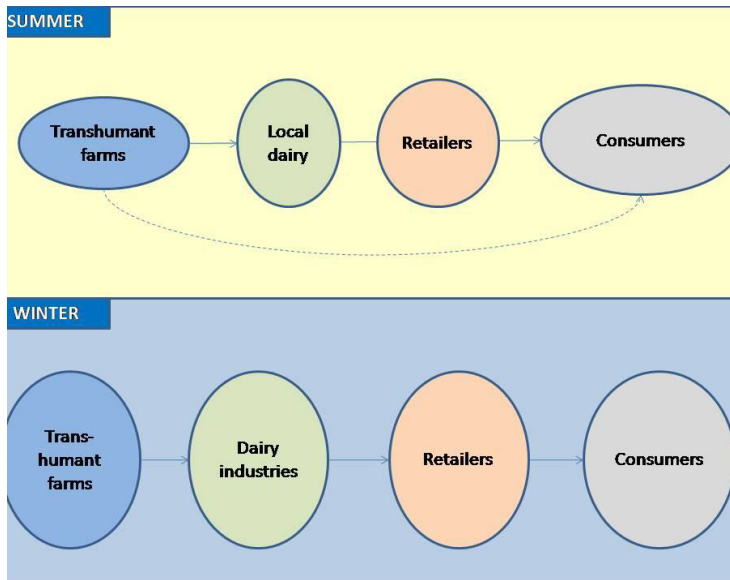 SUMMER
Transhumant
farms
Local
dairy
Retailers
Consumers
WINTER
Trans-
humant
farms
Dairy
industries
Retailers
Consumers